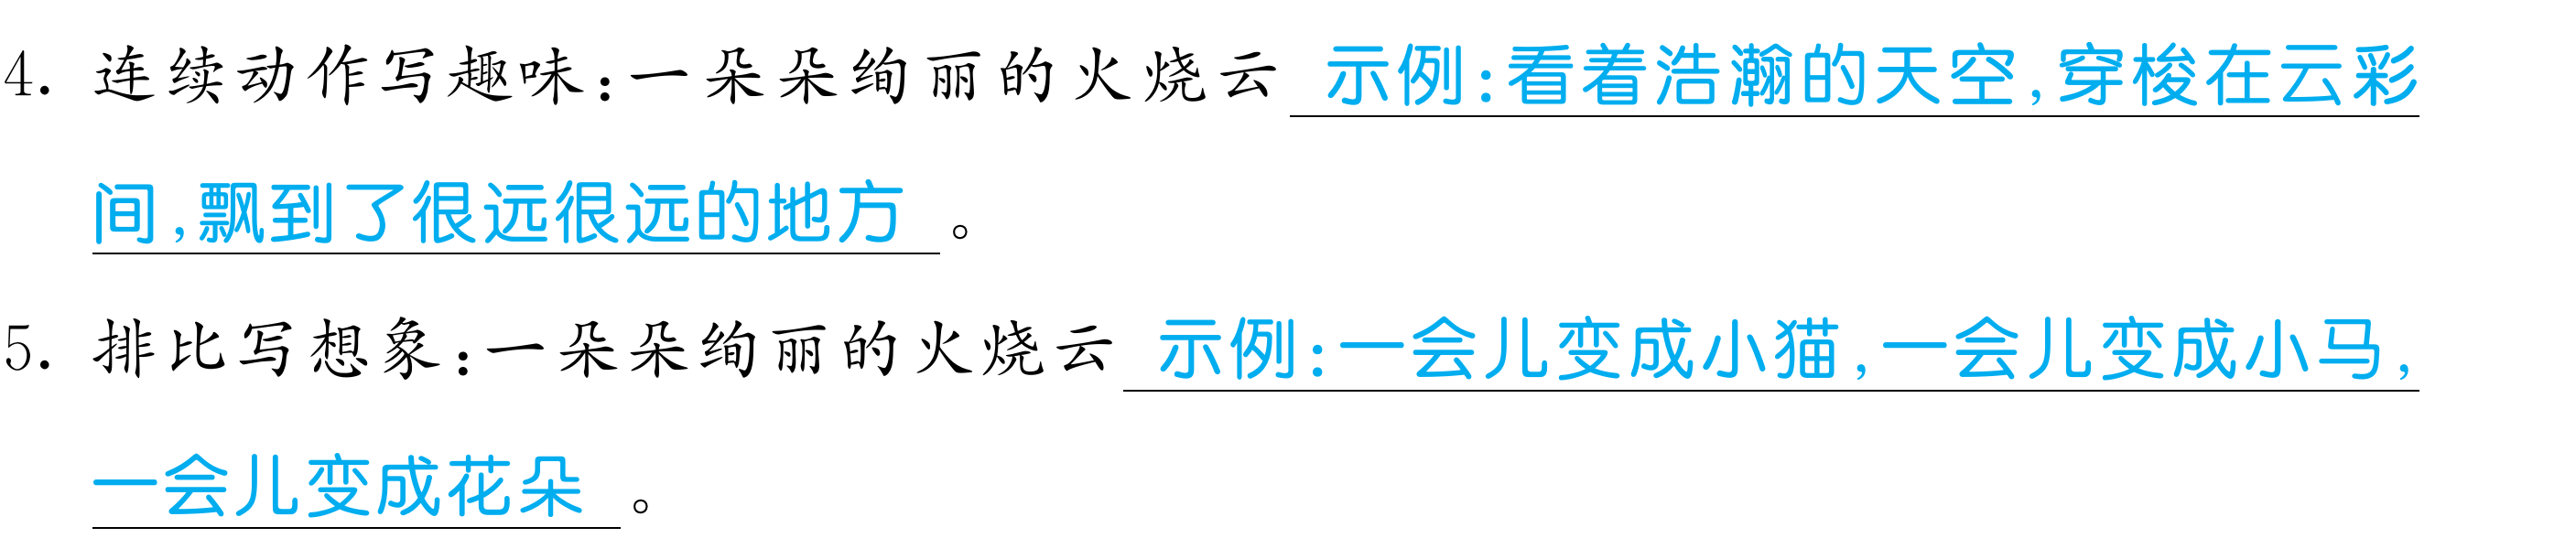 4. 连续动作写趣味:一朵朵绚丽的火烧云 示例:看着浩瀚的天空,穿梭在云彩
间,飘到了很远很远的地方 。
5. 排比写想象:一朵朵绚丽的火烧云 示例:一会儿变成小猫,一会儿变成小马,
一会儿变成花朵 。